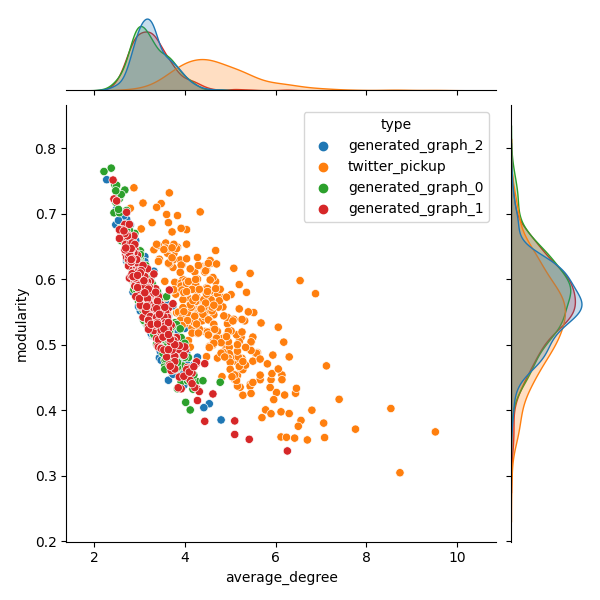 type
generated_graph_2
twitter_pickup
generated_graph_0
generated_graph_1
0.8
0.7
0.6
0.5
0.4
0.3
0.2
modularity
2 4 6 8 10
average_degree